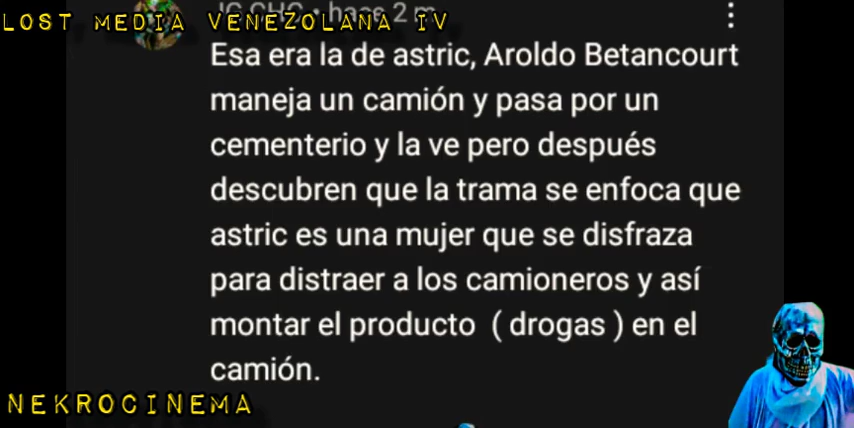 LOST MEDIA VENEZOLANA IV
hace 2 m
Esa era la de astric, Aroldo Betancourt
maneja un camión y pasa por un
cementerio y la ve pero después
descubren que la trama se enfoca que
astric es una mujer que se disfraza
para distraer a los camioneros y así
montar el producto ( drogas ) en el
camión.
NEKROCINEMA